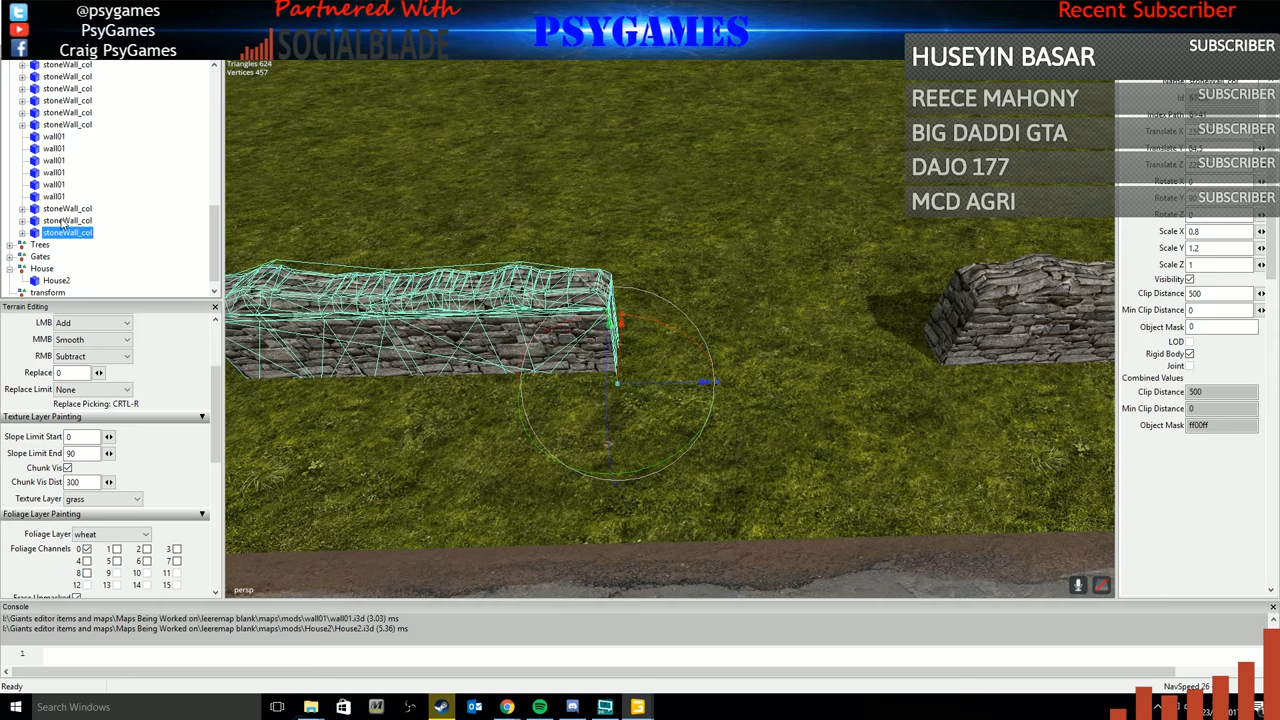 @psygames
PsyGames
Craig PsyGames
Partnered With
SOCIALBLADE
PSYGAMES
Recent Subscriber
HUSEYIN BASAR SUBSCRIBER
REECE MAHONY SUBSCRIBER
BIG DADDI GTA SUBSCRIBER
DAJO 177 SUBSCRIBER
MCD AGRI SUBSCRIBER
stoneWall_col
stoneWall_col
stoneWall_col
stoneWall_col
stoneWall_col
stoneWall_col
wall01
wall01
wall01
wall01
wall01
wall01
stoneWall_col
stoneWall_col
stoneWall_col
Trees
Gates
House
House2
transform
Terrain Editing
LMB Add
MMB Smooth
RMB Subtract
Replace 0
Replace Limit None
Replace Picking: CRTL-R
Texture Layer Painting
Slope Limit Start 0
Slope Limit End 90
Chunk Vis
Chunk Vis Dist 300
Texture Layer grass
Foliage Layer Painting
Foliage Layer wheat
Foliage Channels 0 1 2 3
4 5 6 7
8 9 10 11
12 13 14 15
Erase Unmasked
Triangles 624
Vertices 457
persp
Scale X 0.8
Scale Y 1.2
Scale Z 1
Visibility
Clip Distance 500
Min Clip Distance 0
Object Mask 0
LOD
Rigid Body
Joint
Combined Values
Clip Distance 500
Min Clip Distance 0
Object Mask ff00ff
Console
I:\Giants editor items and maps\Maps Being Worked on\leeremap blank\maps\mods\wall01\wall01.i3d (3.03) ms
I:\Giants editor items and maps\Maps Being Worked on\leeremap blank\maps\mods\House2\House2.i3d (5.36) ms
1
Ready
NavSpeed 26
Search Windows